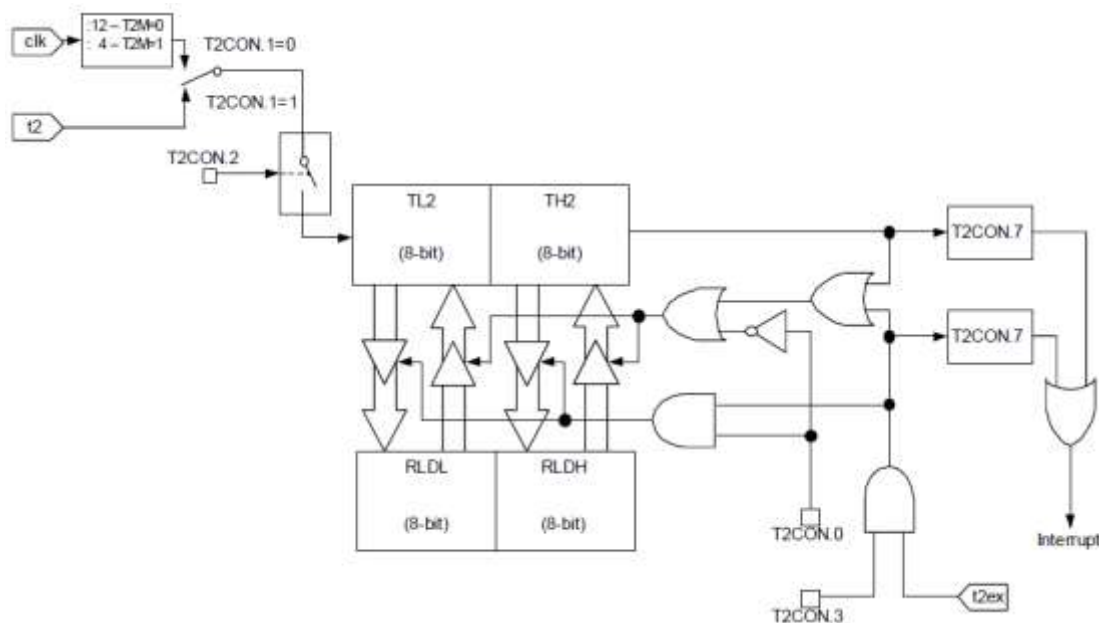 :12 – T2M=0
: 4 – T2M=1
clk
T2CON.1=0
T2CON.1=1
t2
T2CON.2
TL2
TH2
(8-bit)
(8-bit)
T2CON.7
T2CON.7
RLDL
RLDH
(8-bit)
(8-bit)
T2CON.0
Interrupt
t2ex
T2CON.3